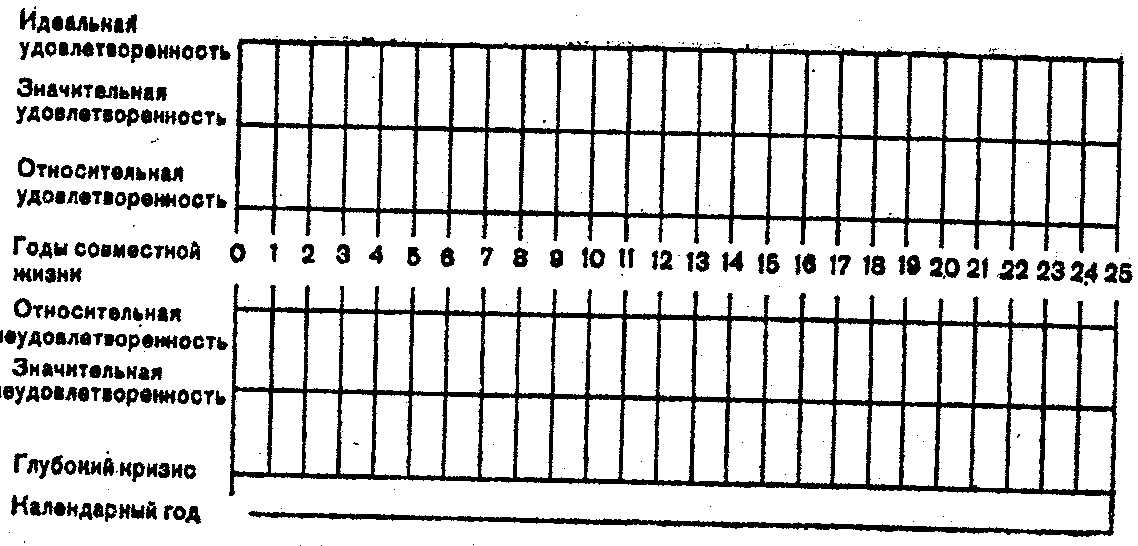 Идеальная
удовлетворенность
Значительная
удовлетворенность
Относительная
удовлетворенность
Годы совместной
жизни
0 1 2 3 4 5 6 7 8 9 10 11 12 13 14 15 16 17 18 19 20 21 22 23 24 25
Относительная
неудовлетворенность
Значительная
неудовлетворенность
Глубокий кризис
Календарный год